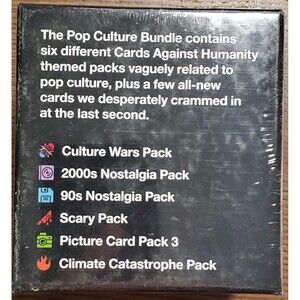 The Pop Culture Bundle contains
six different Cards Against Humanity
themed packs vaguely related to
pop culture, plus a few all-new
cards we desperately crammed in
at the last second.
Culture Wars Pack
2000s Nostalgia Pack
90s Nostalgia Pack
Scary Pack
Picture Card Pack 3
Climate Catastrophe Pack